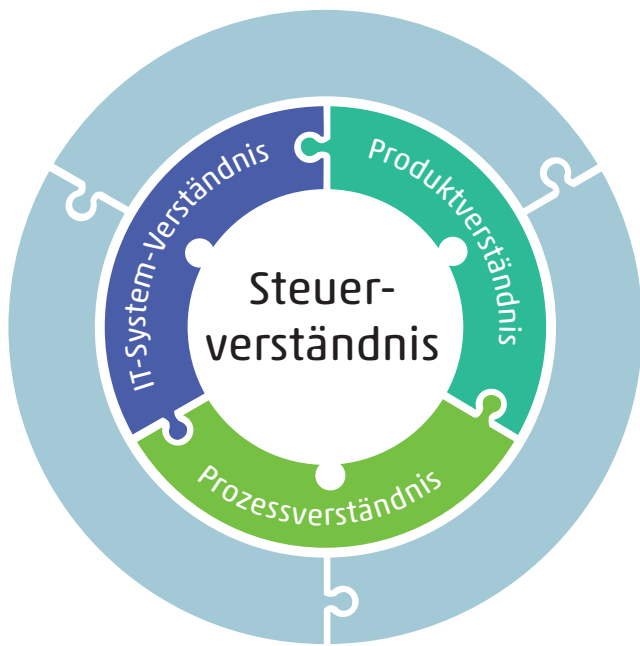 IT-System-Verständnis
Produktverständnis
Steuer-
verständnis
Prozessverständnis